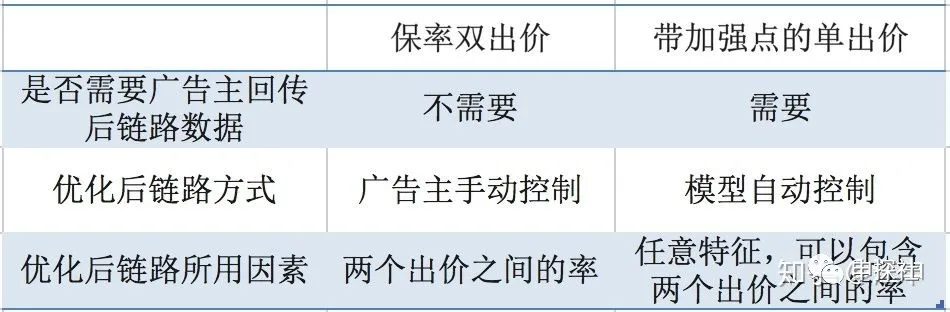 保率双出价
带加强点的单出价
是否需要广告主回传
后链路数据
不需要
需要
优化后链路方式
广告主手动控制
模型自动控制
优化后链路所用因素
两个出价之间的率
任意特征，可以包含
两个出价之间的率